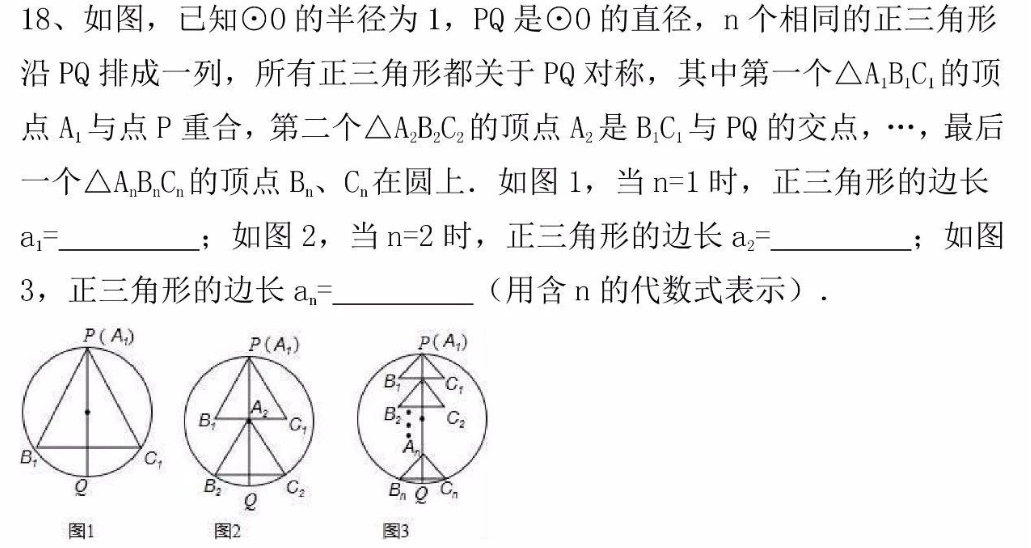 18、如图，已知⊙O的半径为1，PQ是⊙O的直径，n个相同的正三角形
沿PQ排成一列，所有正三角形都关于PQ对称，其中第一个△A₁B₁C₁的顶
点A₁与点P重合，第二个△A₂B₂C₂的顶点A₂是B₁C₁与PQ的交点，…，最后
一个△AₙBₙCₙ的顶点Bₙ、Cₙ在圆上．如图1，当n=1时，正三角形的边长
a₁=__________；如图2，当n=2时，正三角形的边长a₂=__________；如图
3，正三角形的边长aₙ=__________（用含n的代数式表示）．
P(A₁)
B₁ C₁
Q
图1
P(A₁)
B₁ A₂ C₁
B₂ C₂
Q
图2
P(A₁)
B₁ C₁
B₂ C₂
Aₙ
Bₙ Q Cₙ
图3